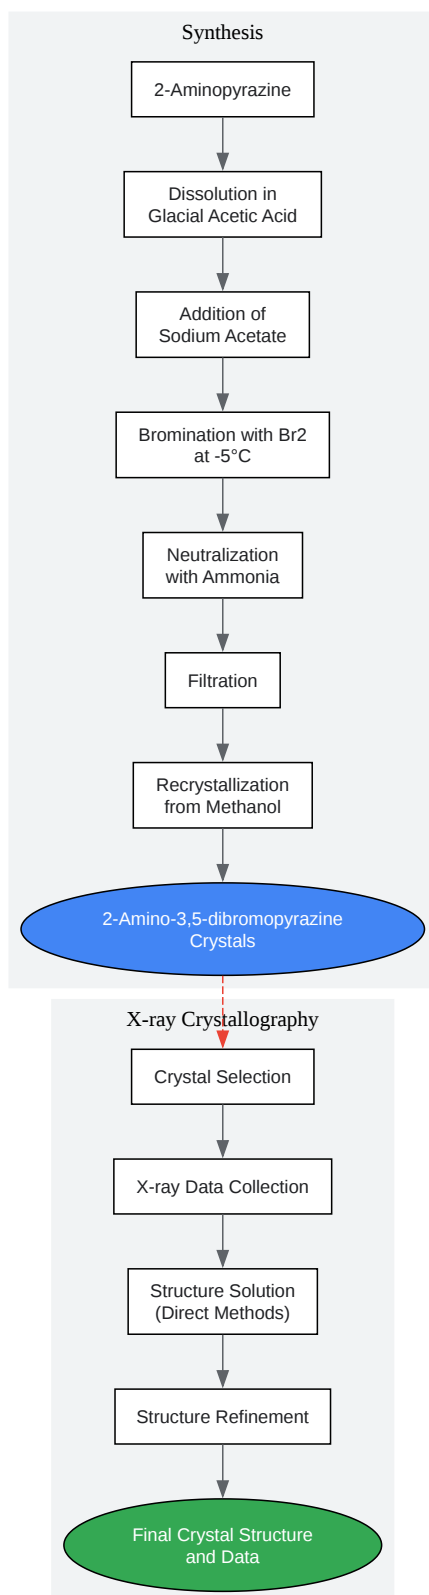 Synthesis
2-Aminopyrazine
Dissolution in
Glacial Acetic Acid
Addition of
Sodium Acetate
Bromination with Br2
at -5°C
Neutralization
with Ammonia
Filtration
Recrystallization
from Methanol
2-Amino-3,5-dibromopyrazine
Crystals
X-ray Crystallography
Crystal Selection
X-ray Data Collection
Structure Solution
(Direct Methods)
Structure Refinement
Final Crystal Structure
and Data